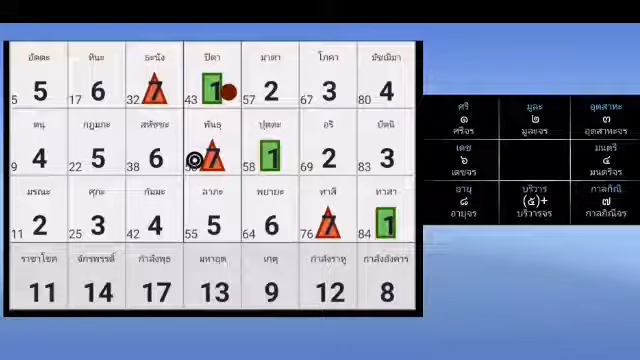 อัตตะ หินะ ธะนัง ปิตา มาตา โภคา มัชฌิมา
5 6 7 1 2 3 4
5 17 32 43 57 67 80
ตนุ กฎุมภะ สหัชชะ พันธุ ปุตตะ อริ ปัตนิ
4 5 6 7 1 2 3
9 22 38 58 69 83
มรณะ ศุภะ กัมมะ ลาภะ พยายะ ทาสี ทาสา
2 3 4 5 6 7 1
11 25 42 55 64 76 84
ราชาโชค จักรพรรดิ์ กำลังพุธ มหาอุด เกตุ กำลังราหู กำลังอังคาร
11 14 17 13 9 12 8
ศรี มูละ อุตสาหะ
๑ ๒ ๓
ศรีจร มูละจร อุตสาหะจร
เดช มนตรี
๖ ๔
เดชจร มนตรีจร
อายุ บริวาร กาลกิณี
๘ (๕)+ ๗
อายุจร บริวารจร กาลกิณีจร